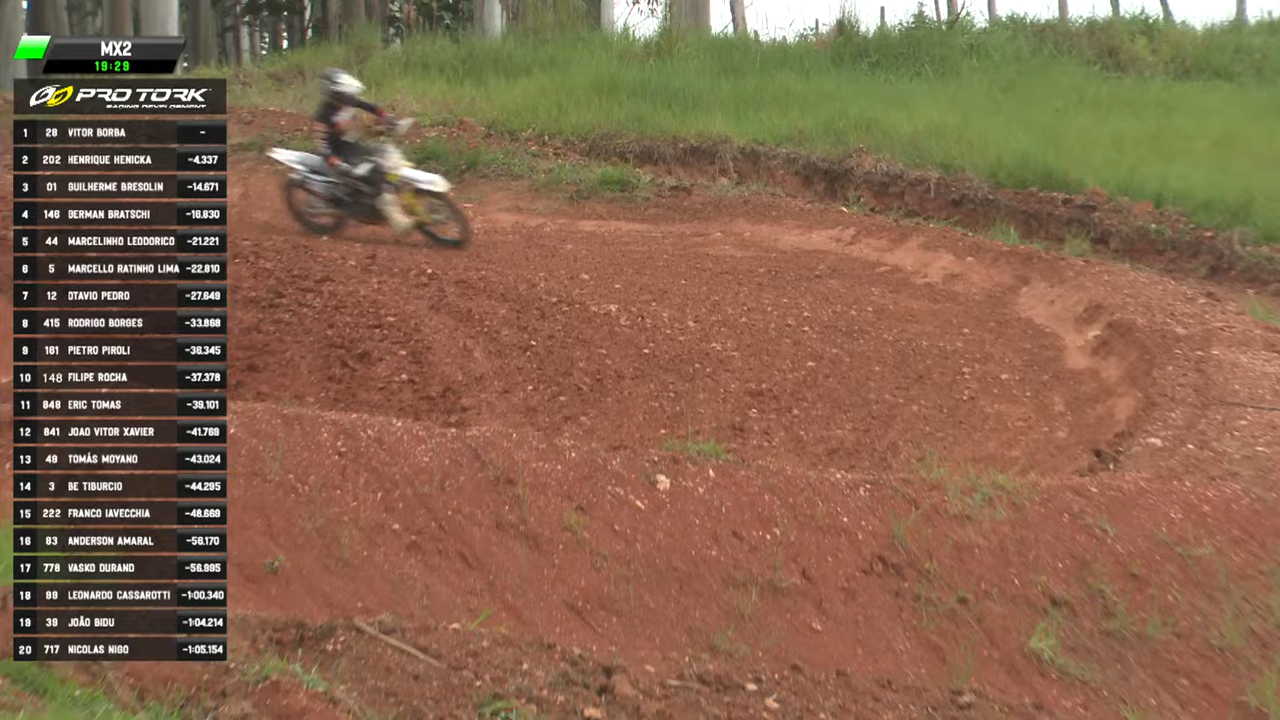 MX2
19:29
PRO TORK
RACING DEVELOPMENT
1 28 VITOR BORBA -
2 202 HENRIQUE HENICKA -4.337
3 01 GUILHERME BRESOLIN -14.671
4 146 GERMAN BRATSCHI -18.830
5 44 MARCELINHO LEODORICO -21.221
6 5 MARCELLO RATINHO LIMA -22.810
7 12 OTAVIO PEDRO -27.649
8 415 RODRIGO BORGES -33.868
9 161 PIETRO PIROLI -36.345
10 148 FILIPE ROCHA -37.378
11 848 ERIC TOMAS -39.101
12 841 JOAO VITOR XAVIER -41.769
13 49 TOMÁS MOYANO -43.024
14 3 BE TIBURCIO -44.295
15 222 FRANCO IAVECCHIA -48.669
16 83 ANDERSON AMARAL -56.170
17 778 VASKO DURAND -56.995
18 99 LEONARDO CASSAROTTI -1:00.340
19 39 JOÃO BIDU -1:04.214
20 717 NICOLAS NIGO -1:05.154